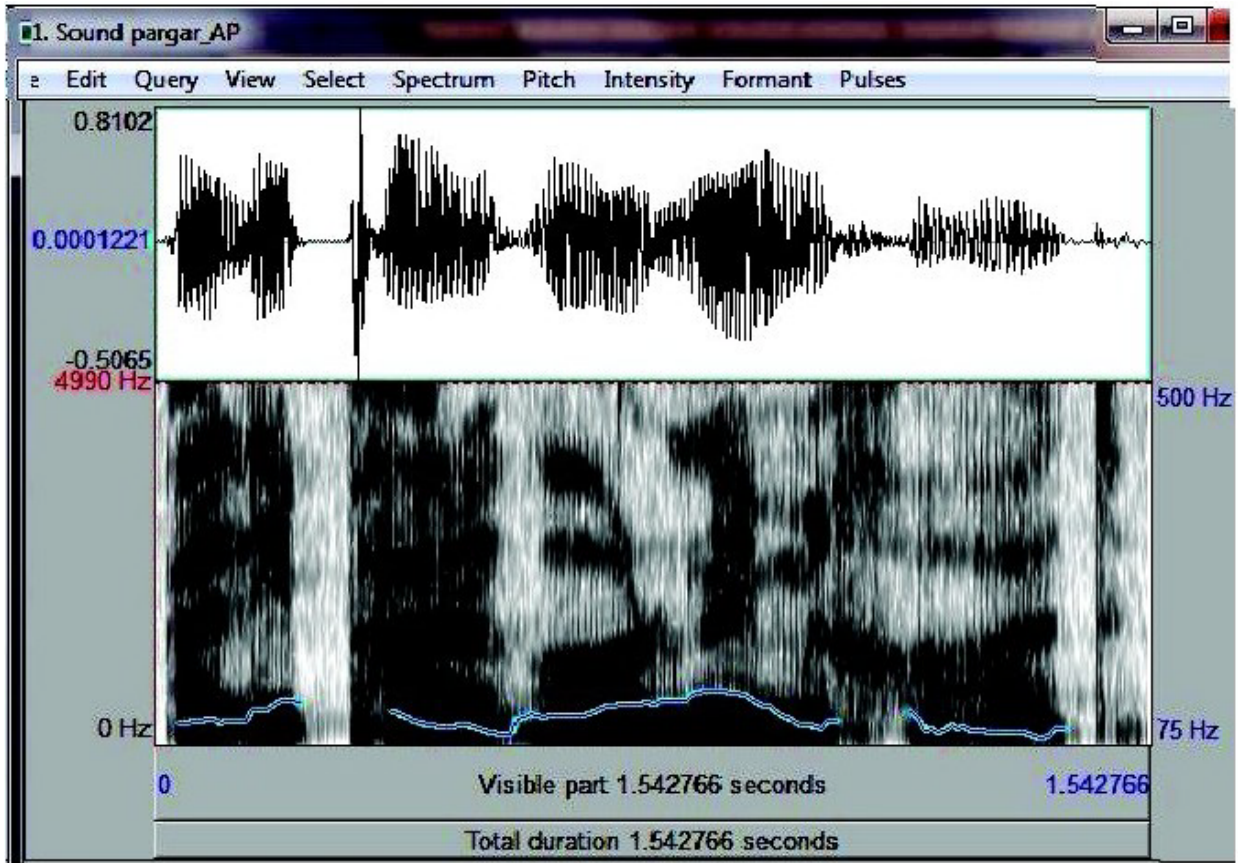 1. Sound pargar_AP
e Edit Query View Select Spectrum Pitch Intensity Formant Pulses
0.8102
0.0001221
-0.5065
4990 Hz
500 Hz
0 Hz
75 Hz
0 Visible part 1.542766 seconds 1.542766
Total duration 1.542766 seconds